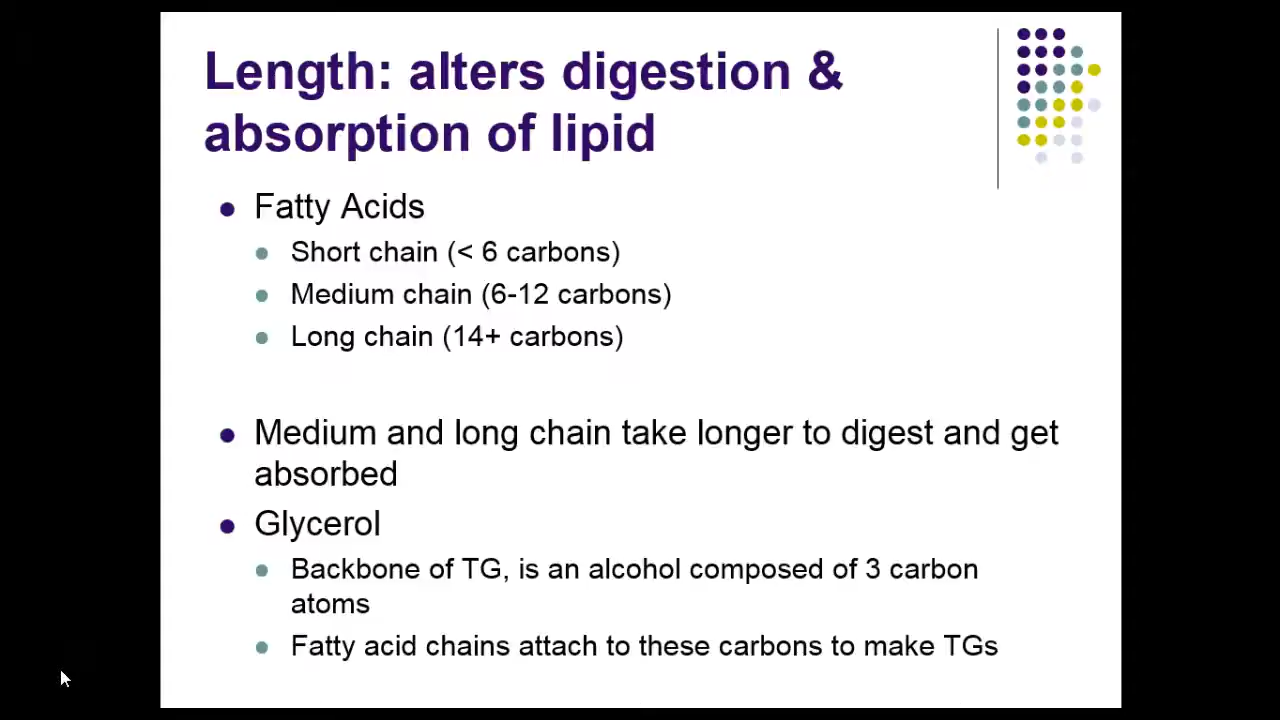 Length: alters digestion &
absorption of lipid
Fatty Acids
Short chain (< 6 carbons)
Medium chain (6-12 carbons)
Long chain (14+ carbons)
Medium and long chain take longer to digest and get
absorbed
Glycerol
Backbone of TG, is an alcohol composed of 3 carbon
atoms
Fatty acid chains attach to these carbons to make TGs